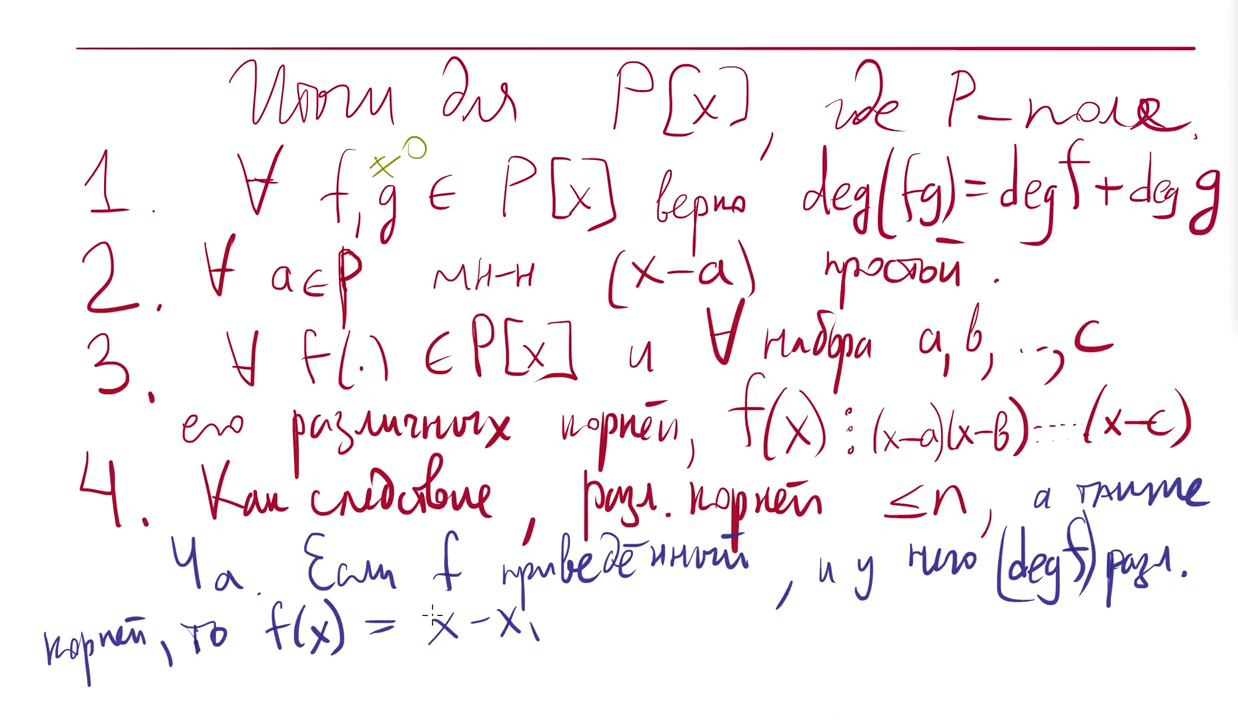 Итоги для P[x], где P – поле.
1. ∀ f, g ≠ 0 ∈ P[x] верно deg(fg) = deg f + deg g
2. ∀ a ∈ P мн-н (x–a) простой.
3. ∀ f(.) ∈ P[x] и ∀ набора a, b, ..., c
его различных корней, f(x) ⋮ (x–a)(x–b)·····(x–c)
4. Как следствие, разл. корней ≤ n, а также
4a. Если f приведённый, и у него (deg f) разл.
корней, то f(x) = x – x₁